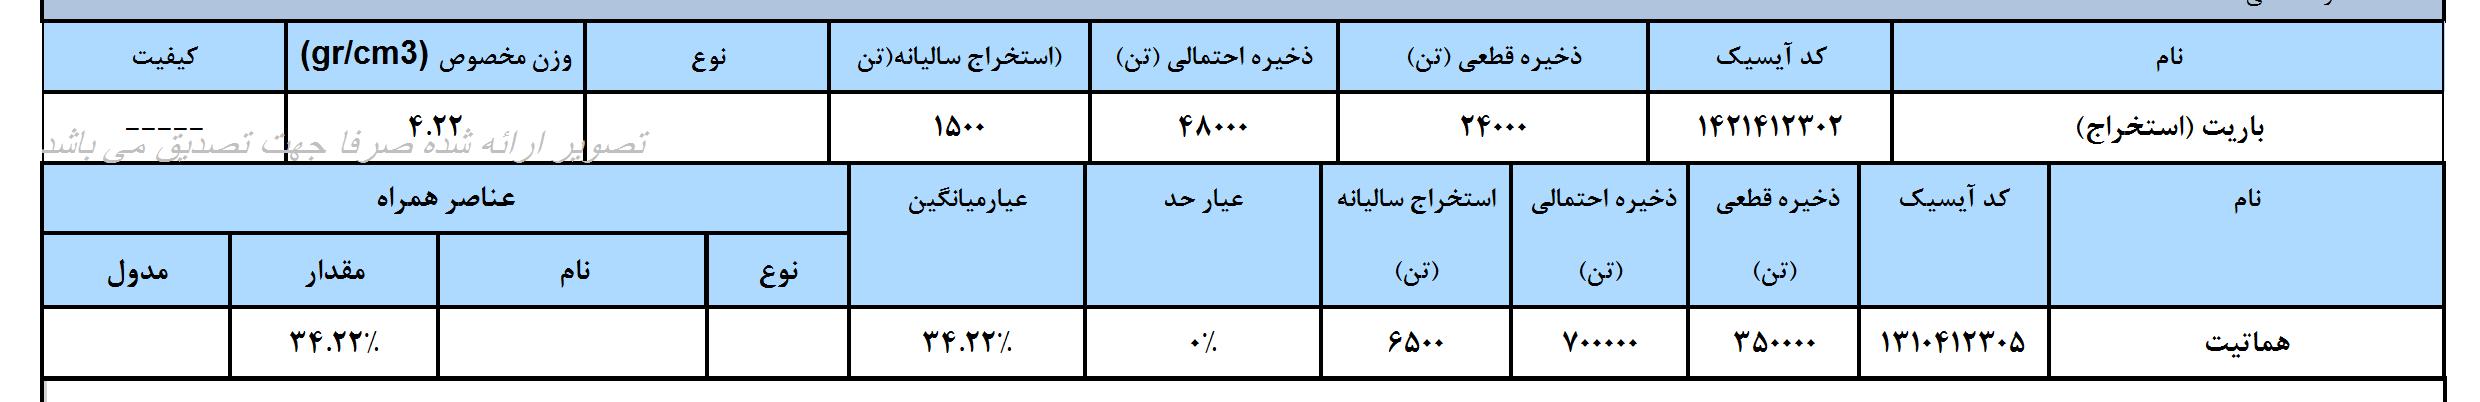 نام	کد آیسیک	ذخیره قطعی (تن)	ذخیره احتمالی (تن)	(استخراج سالیانه(تن	نوع	وزن مخصوص (gr/cm3)	کیفیت
باریت (استخراج)	۱۴۲۱۴۱۲۳۰۲	۲۴۰۰۰	۴۸۰۰۰	۱۵۰۰	۴.۲۲	-----
تصویر ارائه شده صرفا جهت تصدیق می باشد
نام	کد آیسیک	ذخیره قطعی	ذخیره احتمالی	استخراج سالیانه	عیار حد	عیارمیانگین	عناصر همراه
(تن)	(تن)	(تن)	نوع	نام	مقدار	مدول
هماتیت	۱۳۱۰۴۱۲۳۰۵	۳۵۰۰۰۰	۷۰۰۰۰۰	۶۵۰۰	۰%	۳۴.۲۲%	۳۴.۲۲%